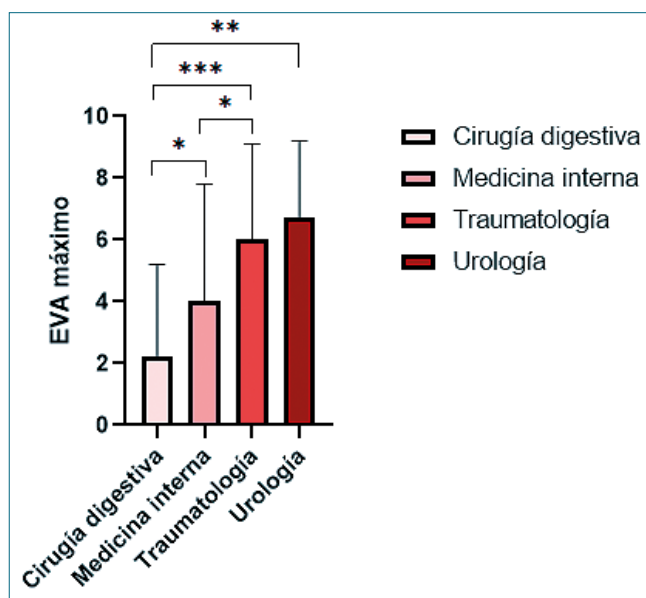 **
***
*
*
10
8
6
4
2
0
EVA máximo
Cirugía digestiva
Medicina interna
Traumatología
Urología
Cirugía digestiva
Medicina interna
Traumatología
Urología